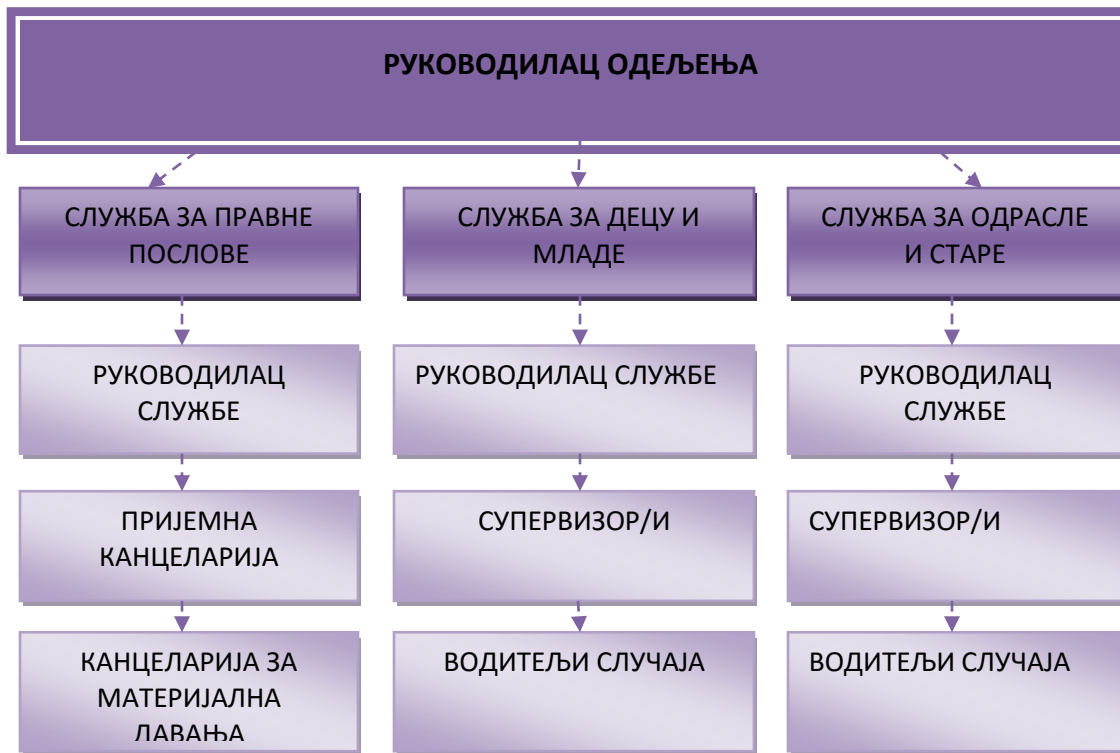 РУКОВОДИЛАЦ ОДЕЉЕЊА
СЛУЖБА ЗА ПРАВНЕ
ПОСЛОВЕ
СЛУЖБА ЗА ДЕЦУ И
МЛАДЕ
СЛУЖБА ЗА ОДРАСЛЕ
И СТАРЕ
РУКОВОДИЛАЦ
СЛУЖБЕ
РУКОВОДИЛАЦ СЛУЖБЕ
РУКОВОДИЛАЦ
СЛУЖБЕ
ПРИЈЕМНА
КАНЦЕЛАРИЈА
СУПЕРВИЗОР/И
СУПЕРВИЗОР/И
КАНЦЕЛАРИЈА ЗА
МАТЕРИЈАЛНА
ДАВАЊА
ВОДИТЕЉИ СЛУЧАЈА
ВОДИТЕЉИ СЛУЧАЈА